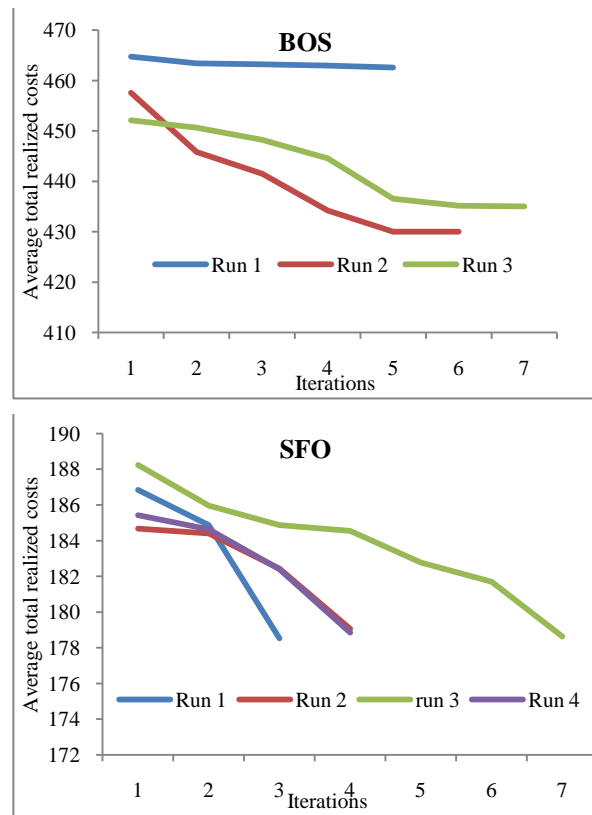 BOS
Average total realized costs
470
460
450
440
430
420
410
Run 1 Run 2 Run 3
1 2 3 4 5 6 7
Iterations
SFO
Average total realized costs
190
188
186
184
182
180
178
176
174
172
Run 1 Run 2 run 3 Run 4
1 2 3 4 5 6 7
Iterations